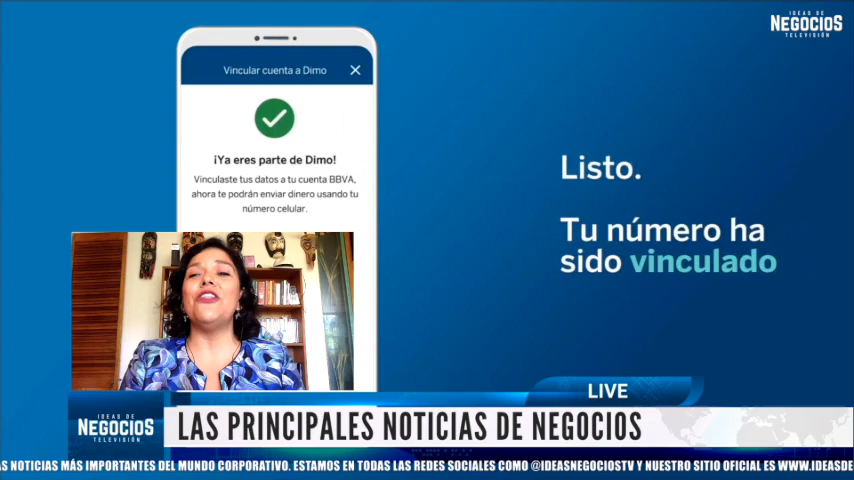 IDEAS DE
NEGOCIOS
TELEVISIÓN
Vincular cuenta a Dimo
¡Ya eres parte de Dimo!
Vinculaste tus datos a tu cuenta BBVA,
ahora te podrán enviar dinero usando tu
número celular.
Listo.
Tu número ha
sido vinculado
LIVE
IDEAS DE
NEGOCIOS
TELEVISIÓN
LAS PRINCIPALES NOTICIAS DE NEGOCIOS
AS NOTICIAS MÁS IMPORTANTES DEL MUNDO CORPORATIVO. ESTAMOS EN TODAS LAS REDES SOCIALES COMO @IDEASNEGOCIOSTV Y NUESTRO SITIO OFICIAL ES WWW.IDEASDE